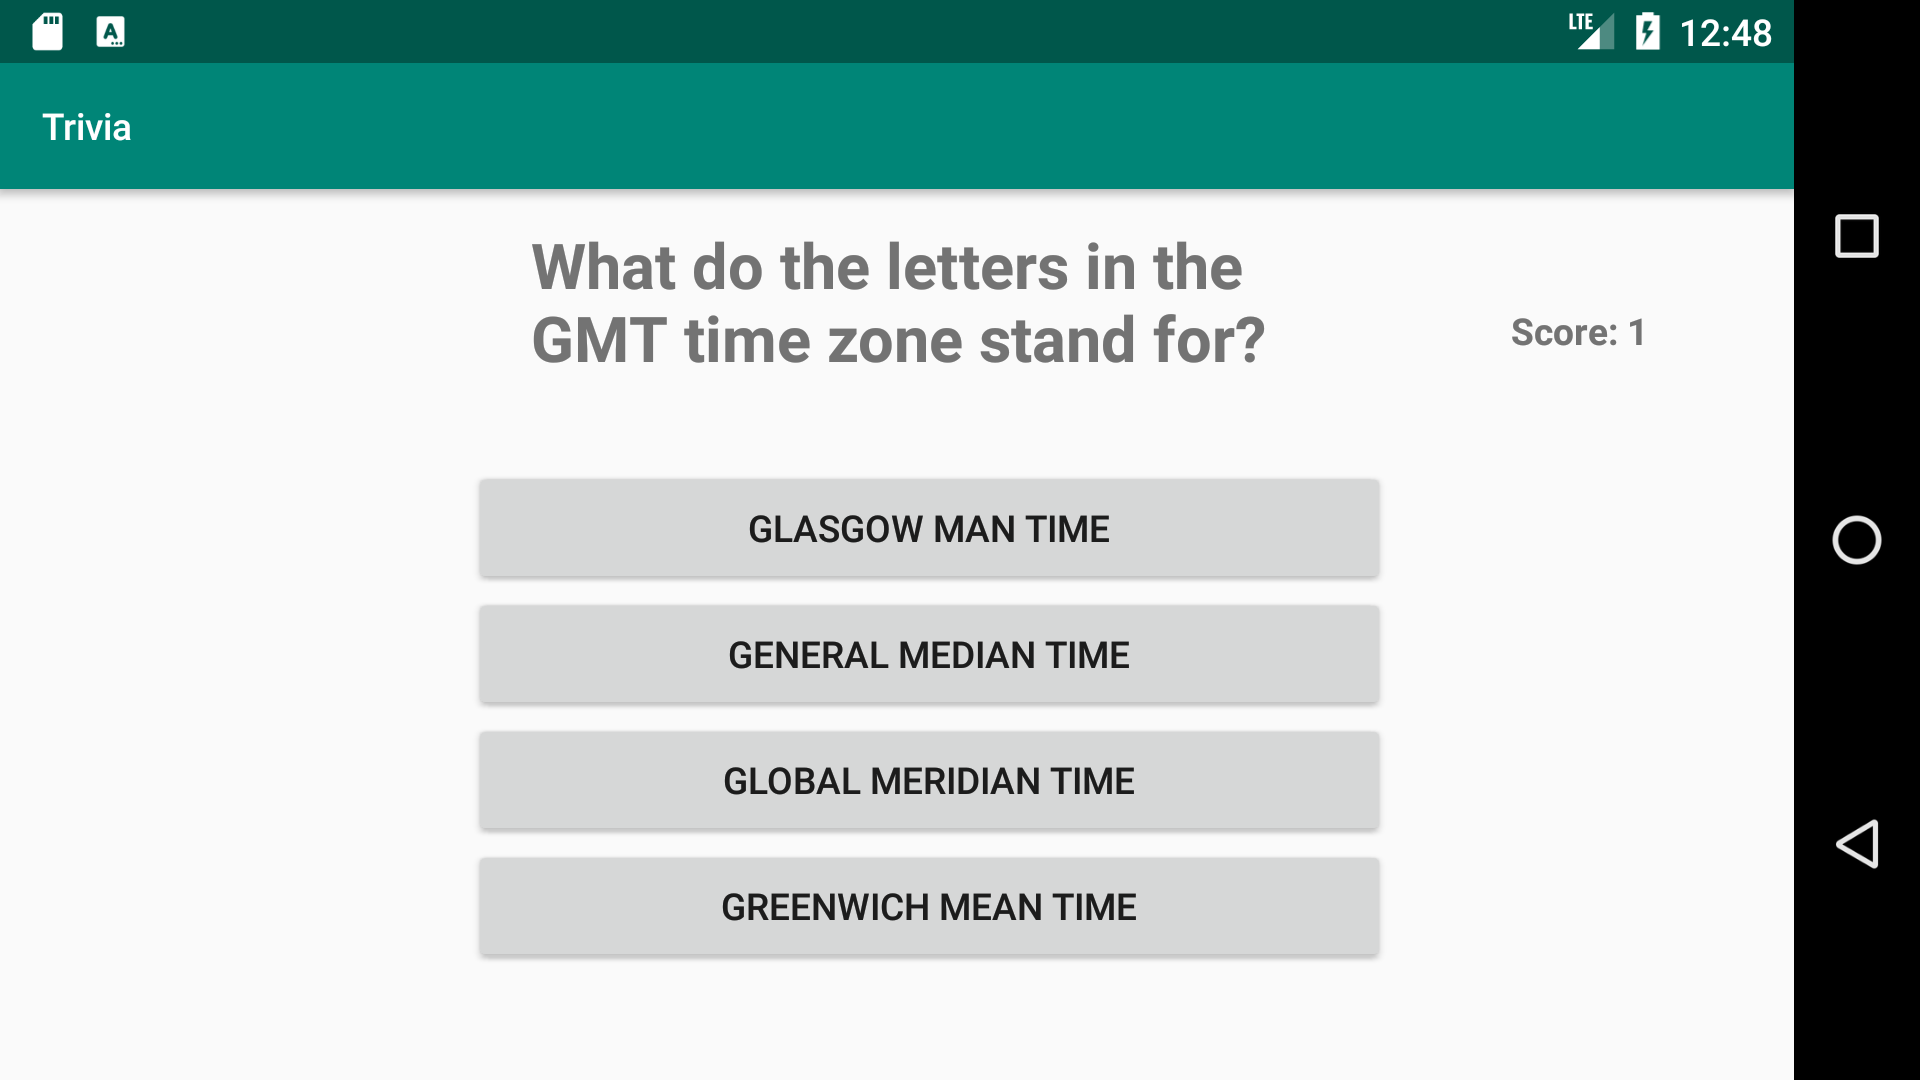 LTE 12:48
Trivia
What do the letters in the
GMT time zone stand for?
Score: 1
GLASGOW MAN TIME
GENERAL MEDIAN TIME
GLOBAL MERIDIAN TIME
GREENWICH MEAN TIME